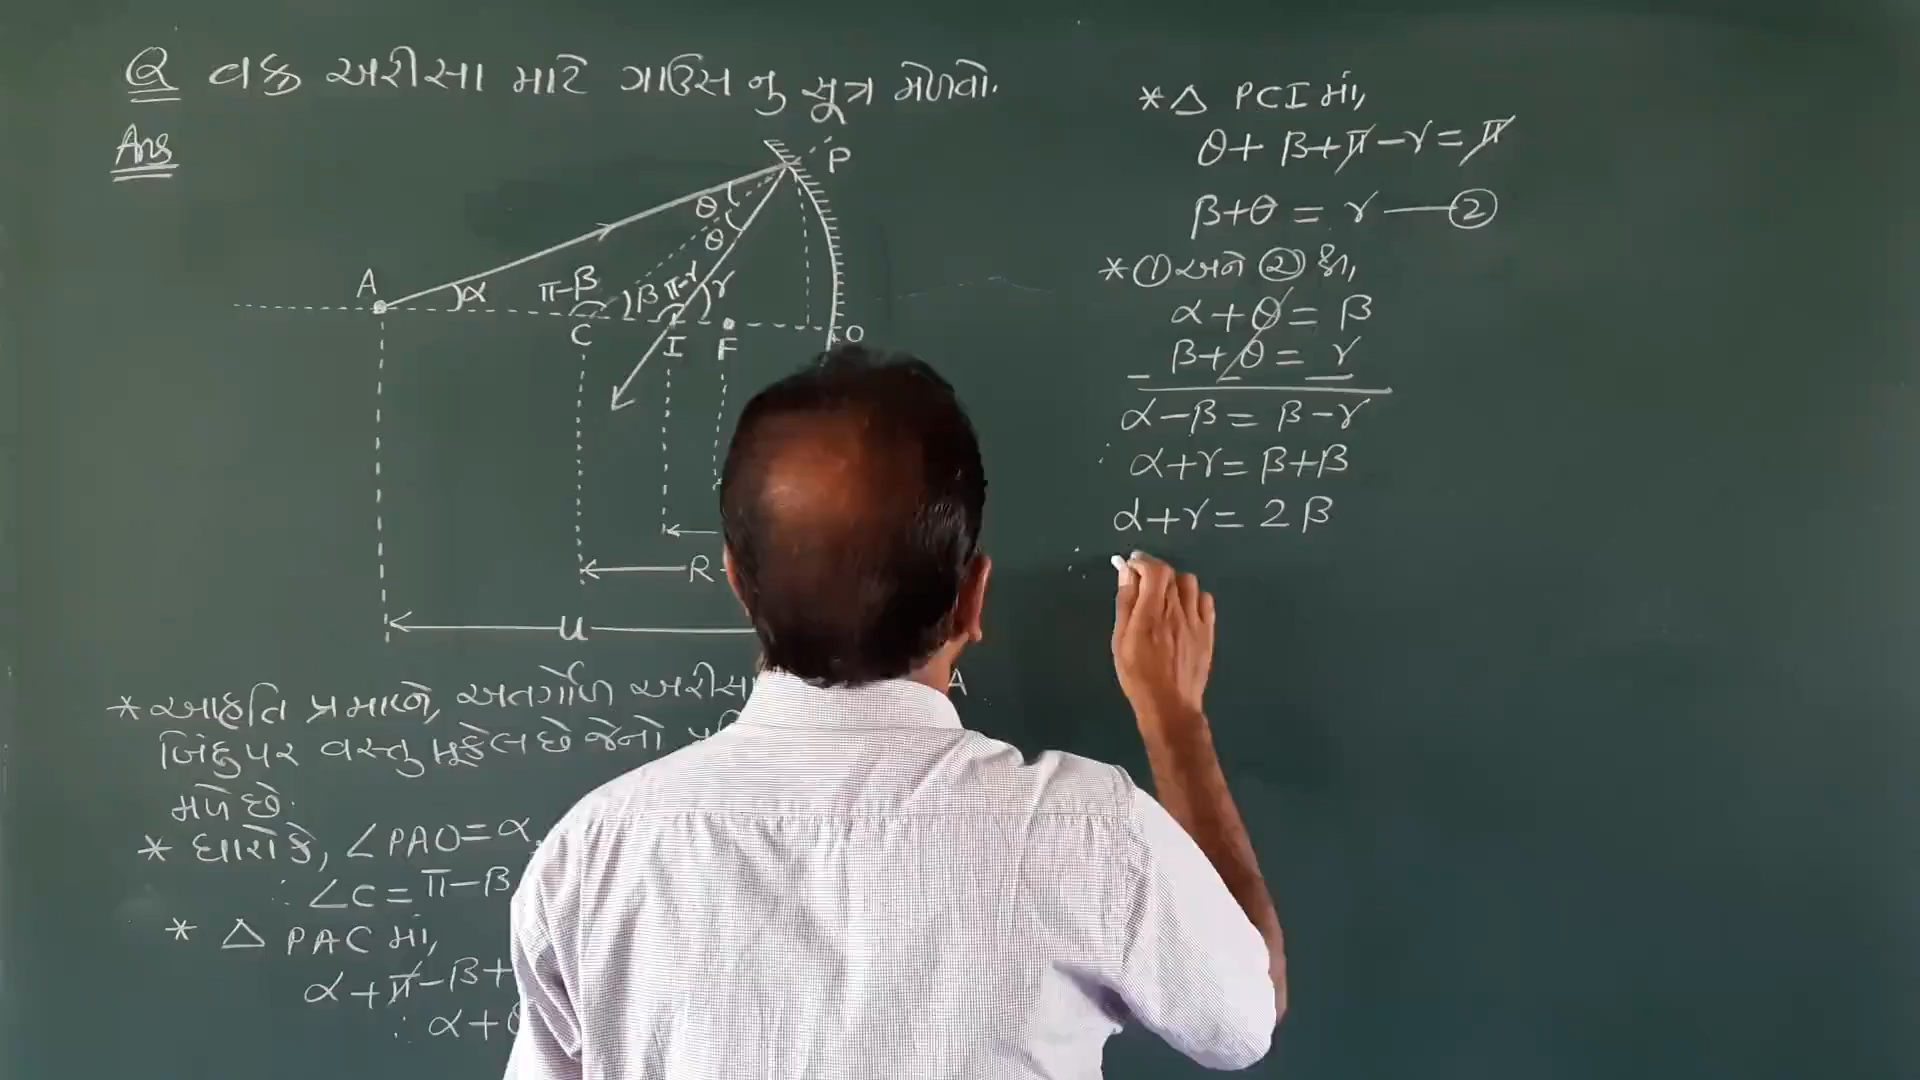 Q વક્ર અરીસા માટે ગાઉસ નુ સૂત્ર મેળવો.
Ans
P
θ
θ
A
α
π-β
β
π-γ
γ
C
I
F
O
R
u
* આકૃતિ પ્રમાણે, અતર્ગોળ અરીસા
A
બિંદુ પર વસ્તુ મૂકેલ છે જેનો
મળે છે.
* ધારો કે, ∠PAO = α,
∴ ∠C = π-β
* △ PAC માં,
α + π - β +
∴ α +
* △ PCI માં,
θ + β + π - γ = π
β + θ = γ — ②
* ① અને ②
α + θ = β
β + θ = γ
α - β = β - γ
∴ α + γ = β + β
α + γ = 2β
∴